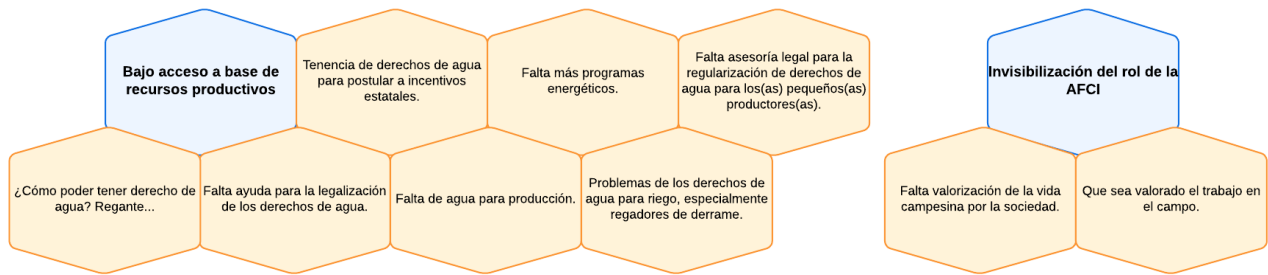 Bajo acceso a base de
recursos productivos
Tenencia de derechos de agua
para postular a incentivos
estatales.
Falta más programas
energéticos.
Falta asesoría legal para la
regularización de derechos de
agua para los(as) pequeños(as)
productores(as).
¿Cómo poder tener derecho de
agua? Regante...
Falta ayuda para la legalización
de los derechos de agua.
Falta de agua para producción.
Problemas de los derechos de
agua para riego, especialmente
regadores de derrame.
Invisibilización del rol de la
AFCI
Falta valorización de la vida
campesina por la sociedad.
Que sea valorado el trabajo en
el campo.